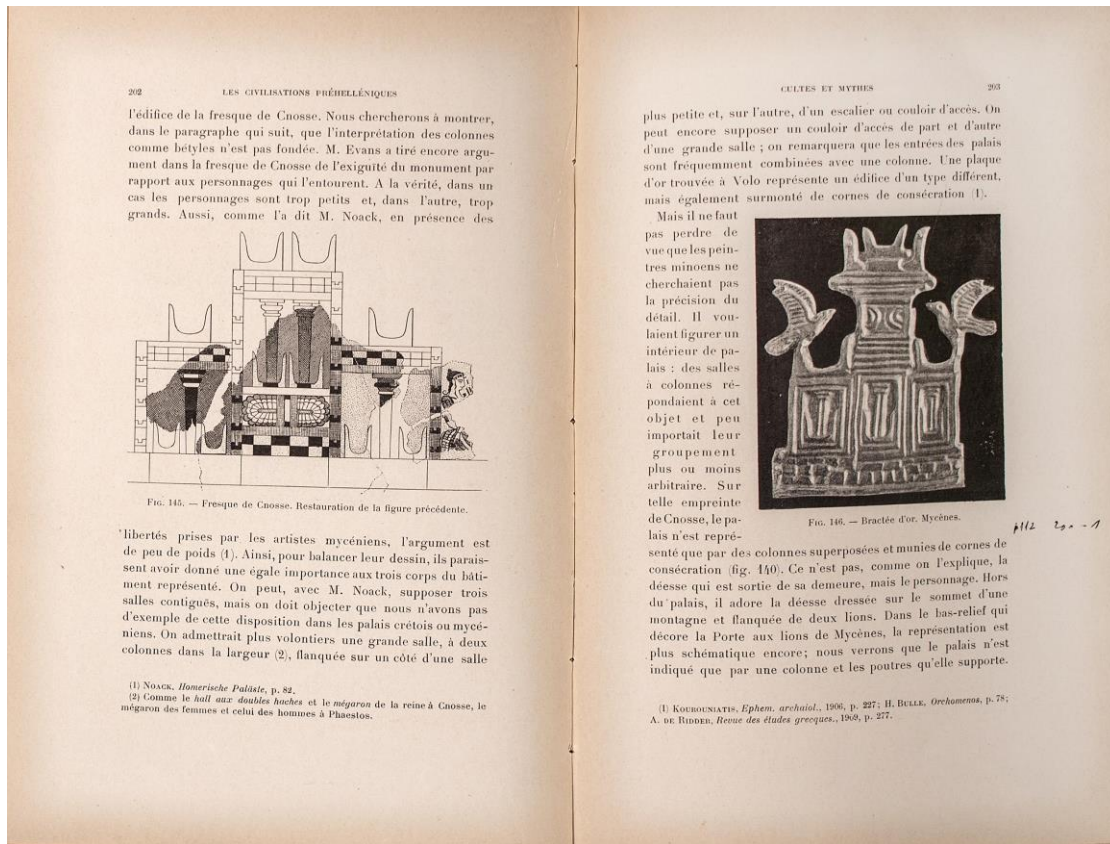 202
LES CIVILISATIONS PRÉHELLÉNIQUES
l'édifice de la fresque de Cnosse. Nous chercherons à montrer,
dans le paragraphe qui suit, que l'interprétation des colonnes
comme bétyles n'est pas fondée. M. Evans a tiré encore argu-
ment dans la fresque de Cnosse de l'exiguïté du monument par
rapport aux personnages qui l'entourent. A la vérité, dans un
cas les personnages sont trop petits et, dans l'autre, trop
grands. Aussi, comme l'a dit M. Noack, en présence des
FIG. 145. — Fresque de Cnosse. Restauration de la figure précédente.
libertés prises par les artistes mycéniens, l'argument est
de peu de poids (1). Ainsi, pour balancer leur dessin, ils parais-
sent avoir donné une égale importance aux trois corps du bâti-
ment représenté. On peut, avec M. Noack, supposer trois
salles contiguës, mais on doit objecter que nous n'avons pas
d'exemple de cette disposition dans les palais crétois ou mycé-
niens. On admettrait plus volontiers une grande salle, à deux
colonnes dans la largeur (2), flanquée sur un côté d'une salle
(1) NOACK, Homerische Paläste, p. 82.
(2) Comme le hall aux doubles haches et le mégaron de la reine à Cnosse, le
mégaron des femmes et celui des hommes à Phaestos.
CULTES ET MYTHES
203
plus petite et, sur l'autre, d'un escalier ou couloir d'accès. On
peut encore supposer un couloir d'accès de part et d'autre
d'une grande salle ; on remarquera que les entrées des palais
sont fréquemment combinées avec une colonne. Une plaque
d'or trouvée à Volo représente un édifice d'un type différent,
mais également surmonté de cornes de consécration (1).
Mais il ne faut
pas perdre de
vue que les pein-
tres minoens ne
cherchaient pas
la précision du
détail. Il vou-
laient figurer un
intérieur de pa-
lais : des salles
à colonnes ré-
pondaient à cet
objet et peu
importait leur
groupement
plus ou moins
arbitraire. Sur
telle empreinte
de Cnosse, le pa-
lais n'est repré-
FIG. 146. — Bractée d'or. Mycènes.
senté que par des colonnes superposées et munies de cornes de
consécration (fig. 140). Ce n'est pas, comme on l'explique, la
déesse qui est sortie de sa demeure, mais le personnage. Hors
du palais, il adore la déesse dressée sur le sommet d'une
montagne et flanquée de deux lions. Dans le bas-relief qui
décore la Porte aux lions de Mycènes, la représentation est
plus schématique encore; nous verrons que le palais n'est
indiqué que par une colonne et les poutres qu'elle supporte.
(1) KOUROUNIATIS, Ephem. archaiol., 1906, p. 227; H. BULLE, Orchomenos, p. 78;
A. DE RIDDER, Revue des études grecques., 1909, p. 277.